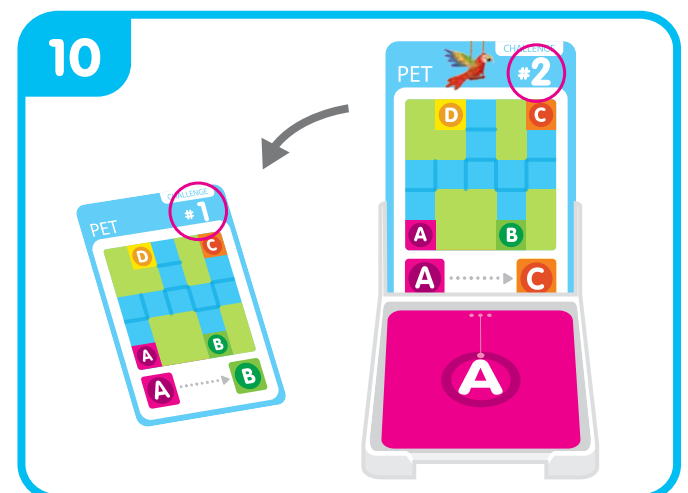 10
CHALLENGE
PET #2
D C
A B
A C
A
CHALLENGE
PET #1
D C
A B
A B